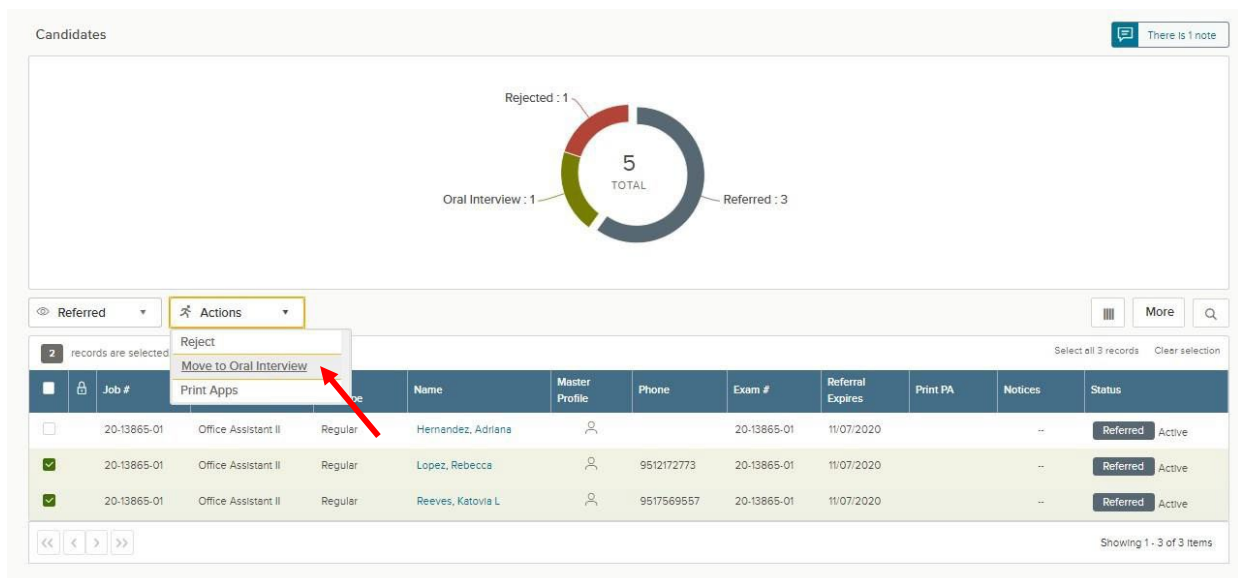 Candidates
There is 1 note
Rejected : 1
5
TOTAL
Oral Interview : 1
Referred : 3
Referred
Actions
More
Reject
Move to Oral Interview
Print Apps
2 records are selected
Select all 3 records Clear selection
Job # Name Master Profile Phone Exam # Referral Expires Print PA Notices Status
20-13865-01 Office Assistant II Regular Hernandez, Adriana 20-13865-01 11/07/2020 -- Referred Active
20-13865-01 Office Assistant II Regular Lopez, Rebecca 9512172773 20-13865-01 11/07/2020 -- Referred Active
20-13865-01 Office Assistant II Regular Reeves, Katovia L 9517569557 20-13865-01 11/07/2020 -- Referred Active
<< < > >>
Showing 1 - 3 of 3 items